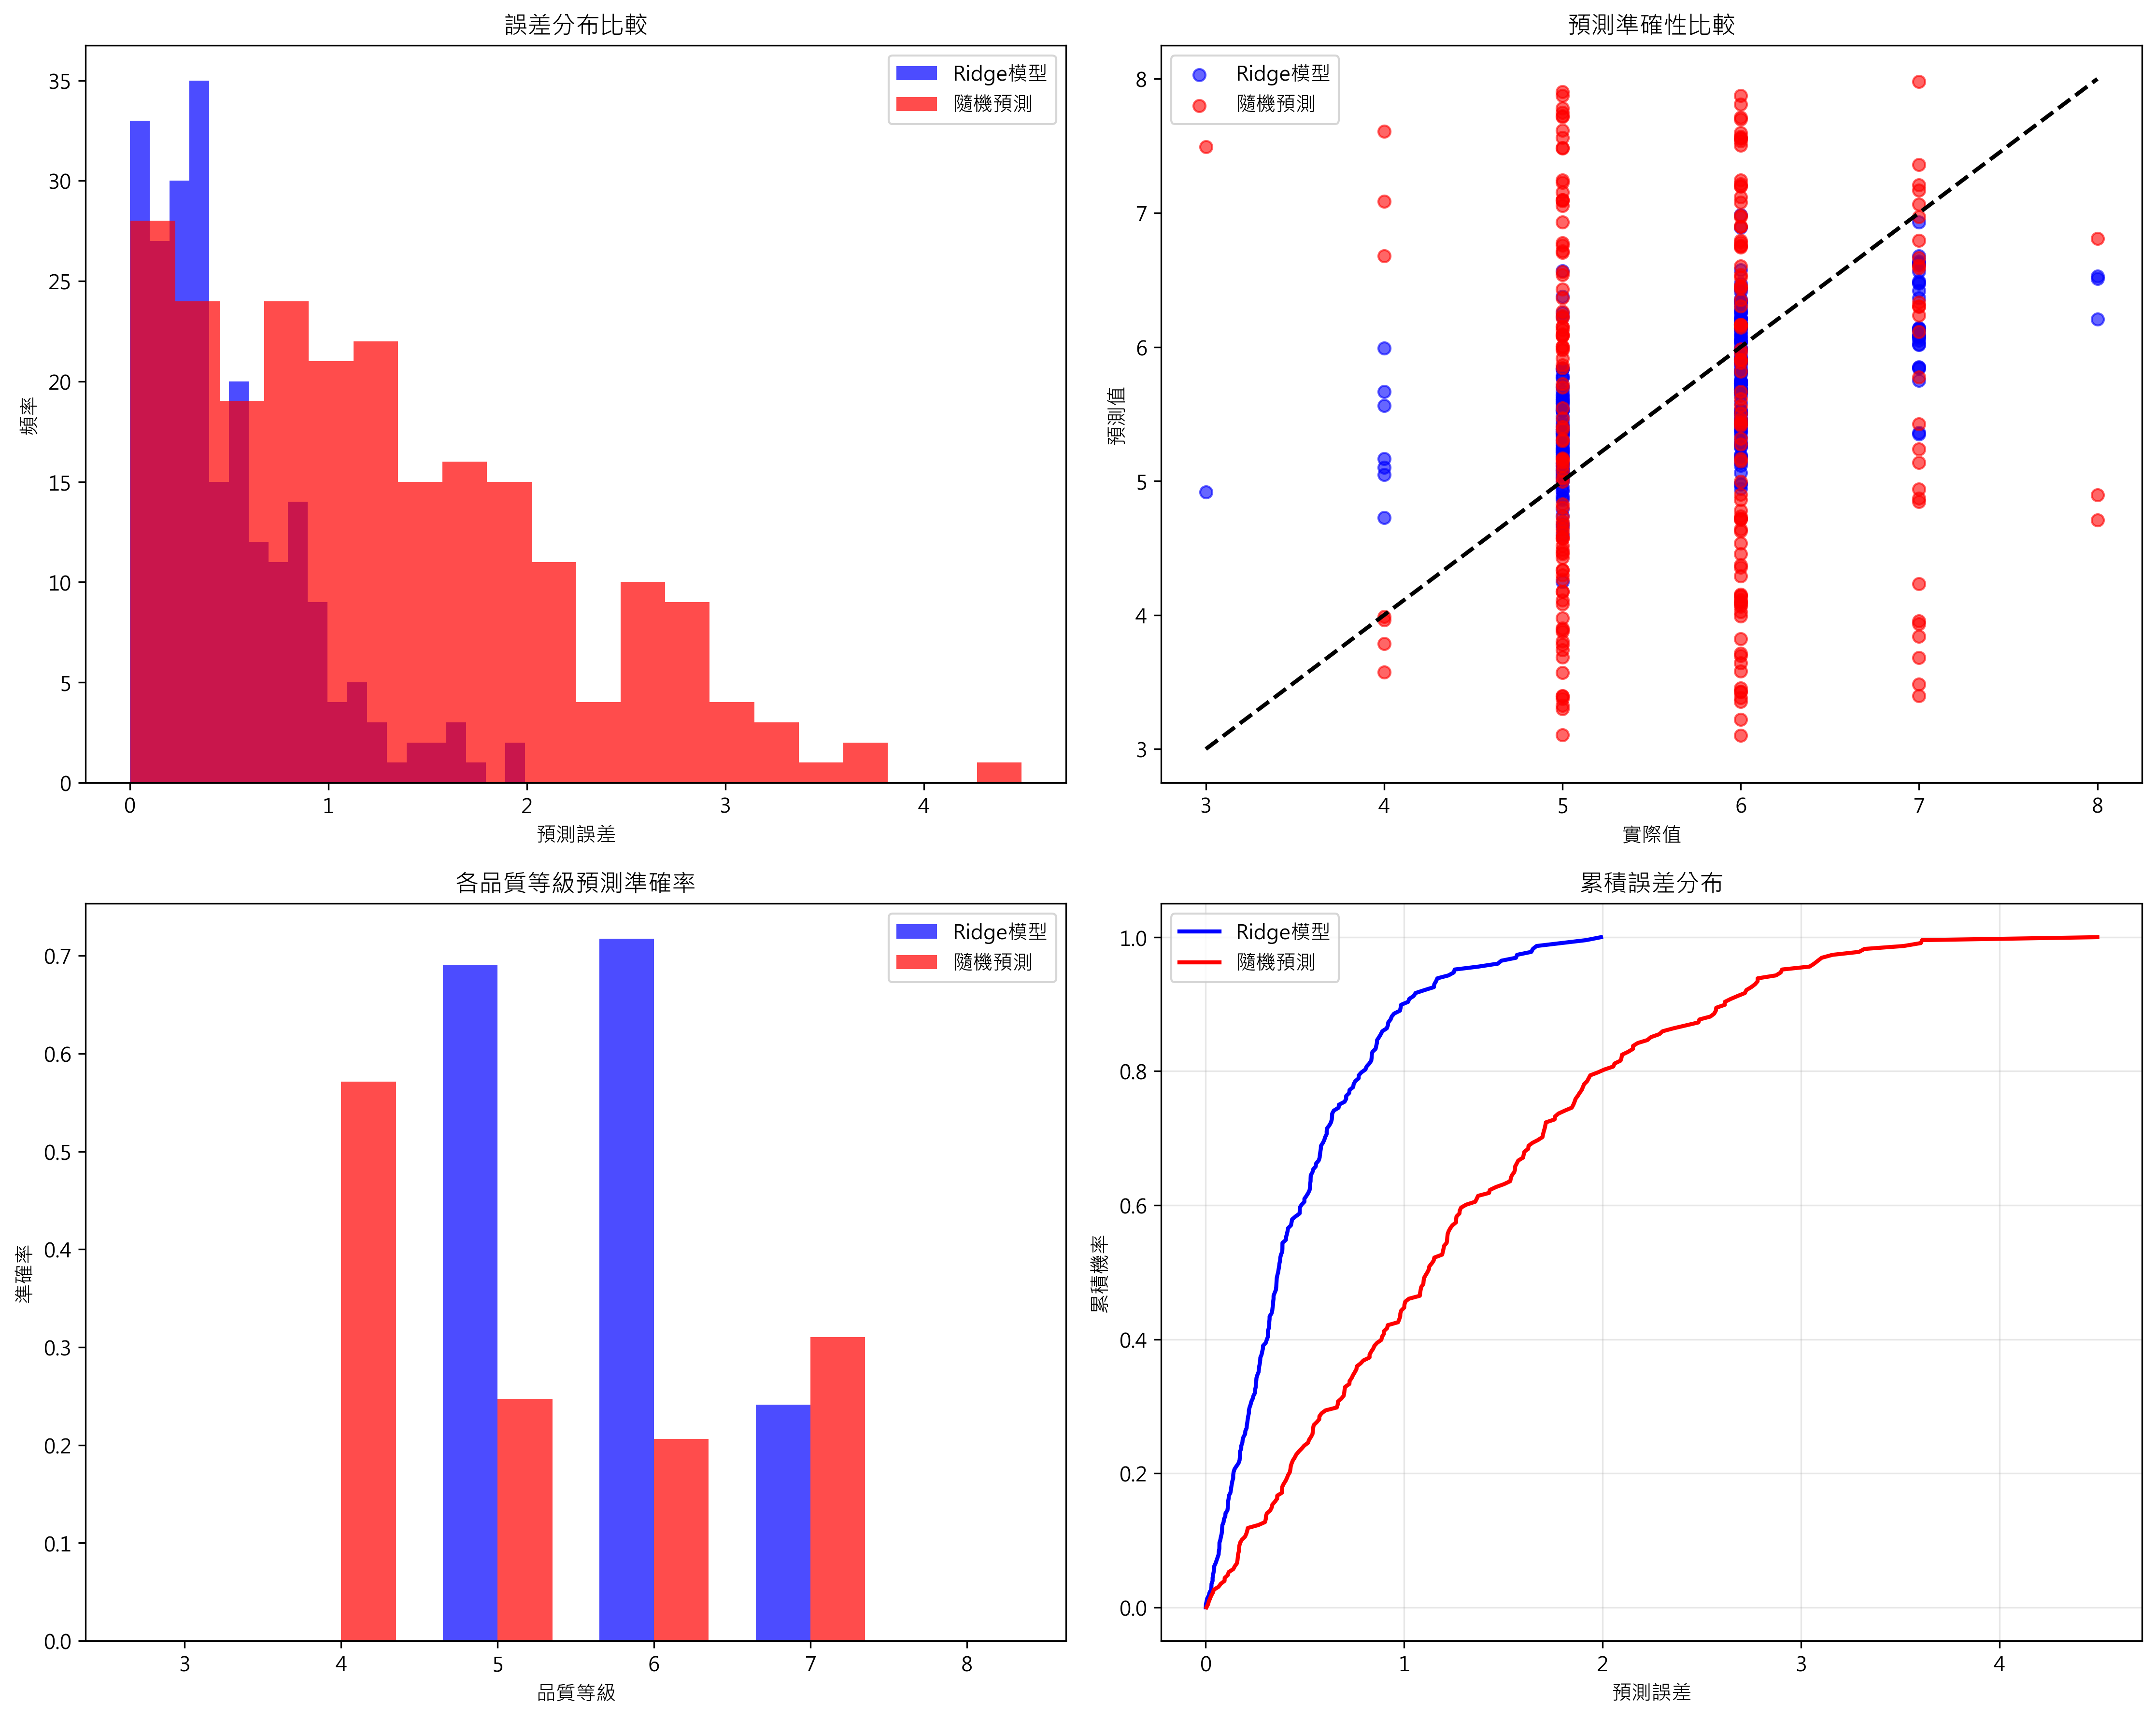 誤差分布比較
Ridge模型
隨機預測
35
30
25
20
15
10
5
0
頻率
0 1 2 3 4
預測誤差
預測準確性比較
Ridge模型
隨機預測
8
7
6
5
4
3
預測值
3 4 5 6 7 8
實際值
各品質等級預測準確率
Ridge模型
隨機預測
0.7
0.6
0.5
0.4
0.3
0.2
0.1
0.0
準確率
3 4 5 6 7 8
品質等級
累積誤差分布
Ridge模型
隨機預測
1.0
0.8
0.6
0.4
0.2
0.0
累積機率
0 1 2 3 4
預測誤差